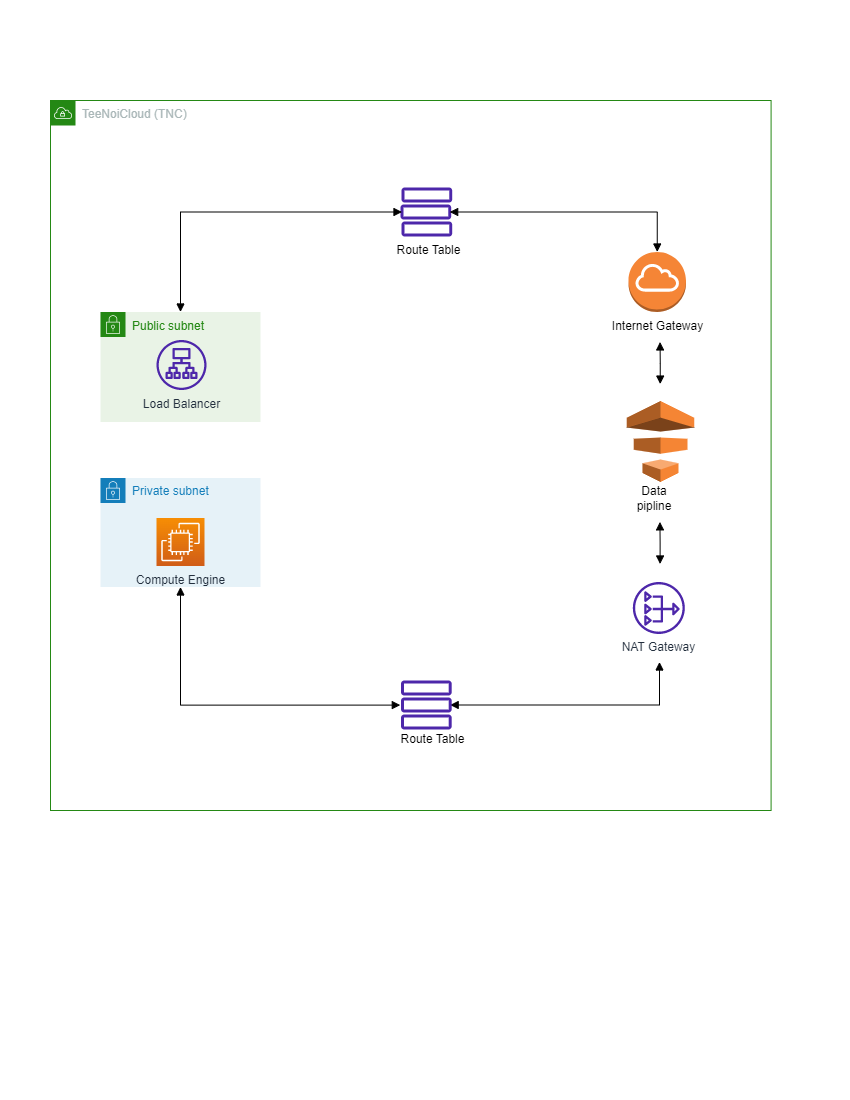 TeeNoiCloud (TNC)
Route Table
Public subnet
Internet Gateway
Load Balancer
Private subnet
Data
pipline
Compute Engine
NAT Gateway
Route Table